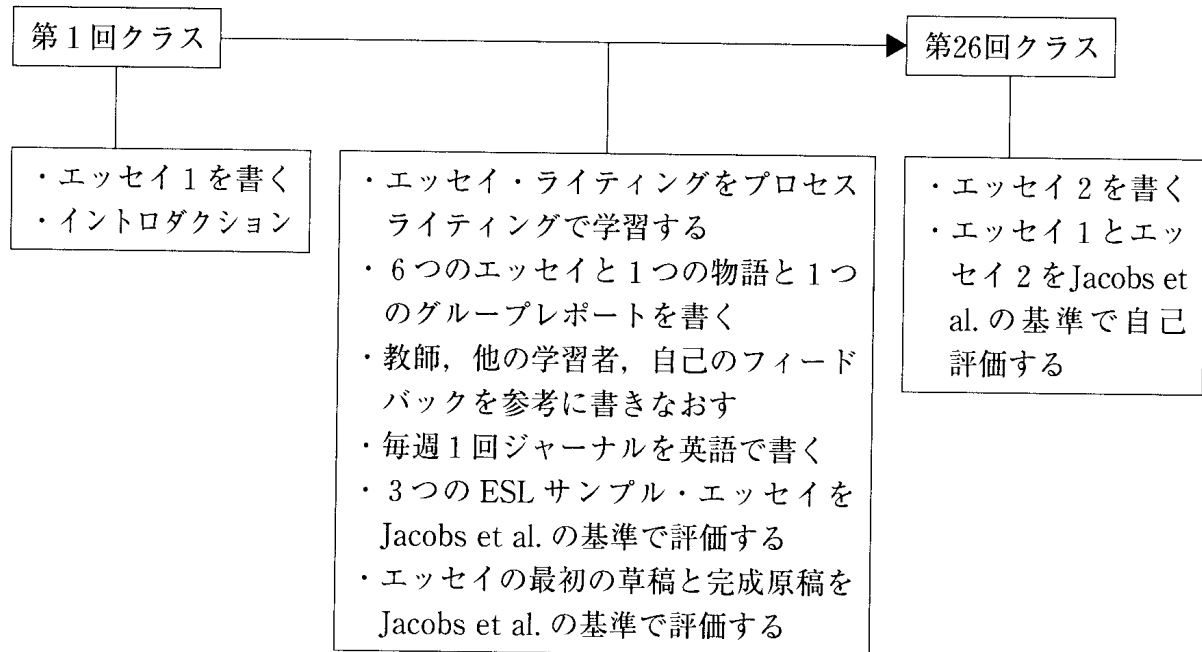 第1回クラス
第26回クラス
・エッセイ1を書く
・イントロダクション
・エッセイ・ライティングをプロセス
ライティングで学習する
・6つのエッセイと1つの物語と1つ
のグループレポートを書く
・教師，他の学習者，自己のフィード
バックを参考に書きなおす
・毎週1回ジャーナルを英語で書く
・3つの ESL サンプル・エッセイを
Jacobs et al. の基準で評価する
・エッセイの最初の草稿と完成原稿を
Jacobs et al. の基準で評価する
・エッセイ2を書く
・エッセイ1とエッ
セイ2をJacobs et
al. の基準で自己
評価する